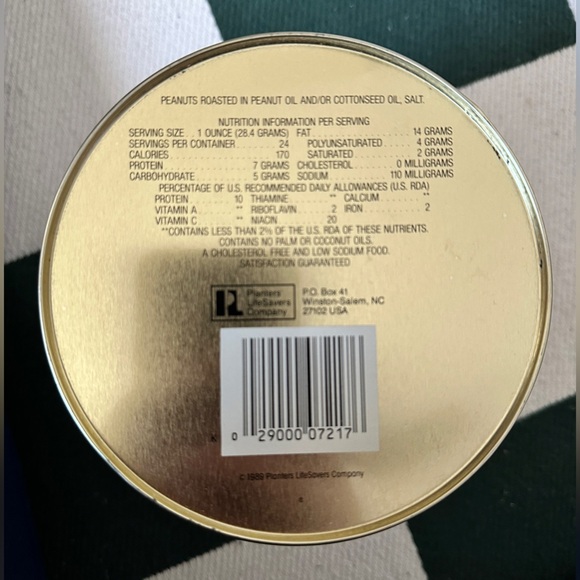 PEANUTS ROASTED IN PEANUT OIL AND/OR COTTONSEED OIL, SALT.
NUTRITION INFORMATION PER SERVING
SERVING SIZE . . 1 OUNCE (28.4 GRAMS) FAT . . . . . . . . . . 14 GRAMS
SERVINGS PER CONTAINER . . . . . . . . 24 POLYUNSATURATED . 4 GRAMS
CALORIES . . . . . . . . . . . . . . . . . 170 SATURATED . . . . . . . 2 GRAMS
PROTEIN . . . . . . . . . . . . . 7 GRAMS CHOLESTEROL . . . . 0 MILLIGRAMS
CARBOHYDRATE . . . . . . . . 5 GRAMS SODIUM . . . . . . . . 110 MILLIGRAMS
PERCENTAGE OF U.S. RECOMMENDED DAILY ALLOWANCES (U.S. RDA)
PROTEIN . . . . . 10 THIAMINE . . . . . . ** CALCIUM . . . . . . **
VITAMIN A . . . . ** RIBOFLAVIN . . . . . 2 IRON . . . . . . . . . 2
VITAMIN C . . . . ** NIACIN 20
**CONTAINS LESS THAN 2% OF THE U.S. RDA OF THESE NUTRIENTS.
CONTAINS NO PALM OR COCONUT OILS.
A CHOLESTEROL FREE AND LOW SODIUM FOOD.
SATISFACTION GUARANTEED
Planters LifeSavers Company
P.O. Box 41
Winston-Salem, NC
27102 USA
K 0 29000 07217
© 1989 Planters LifeSavers Company